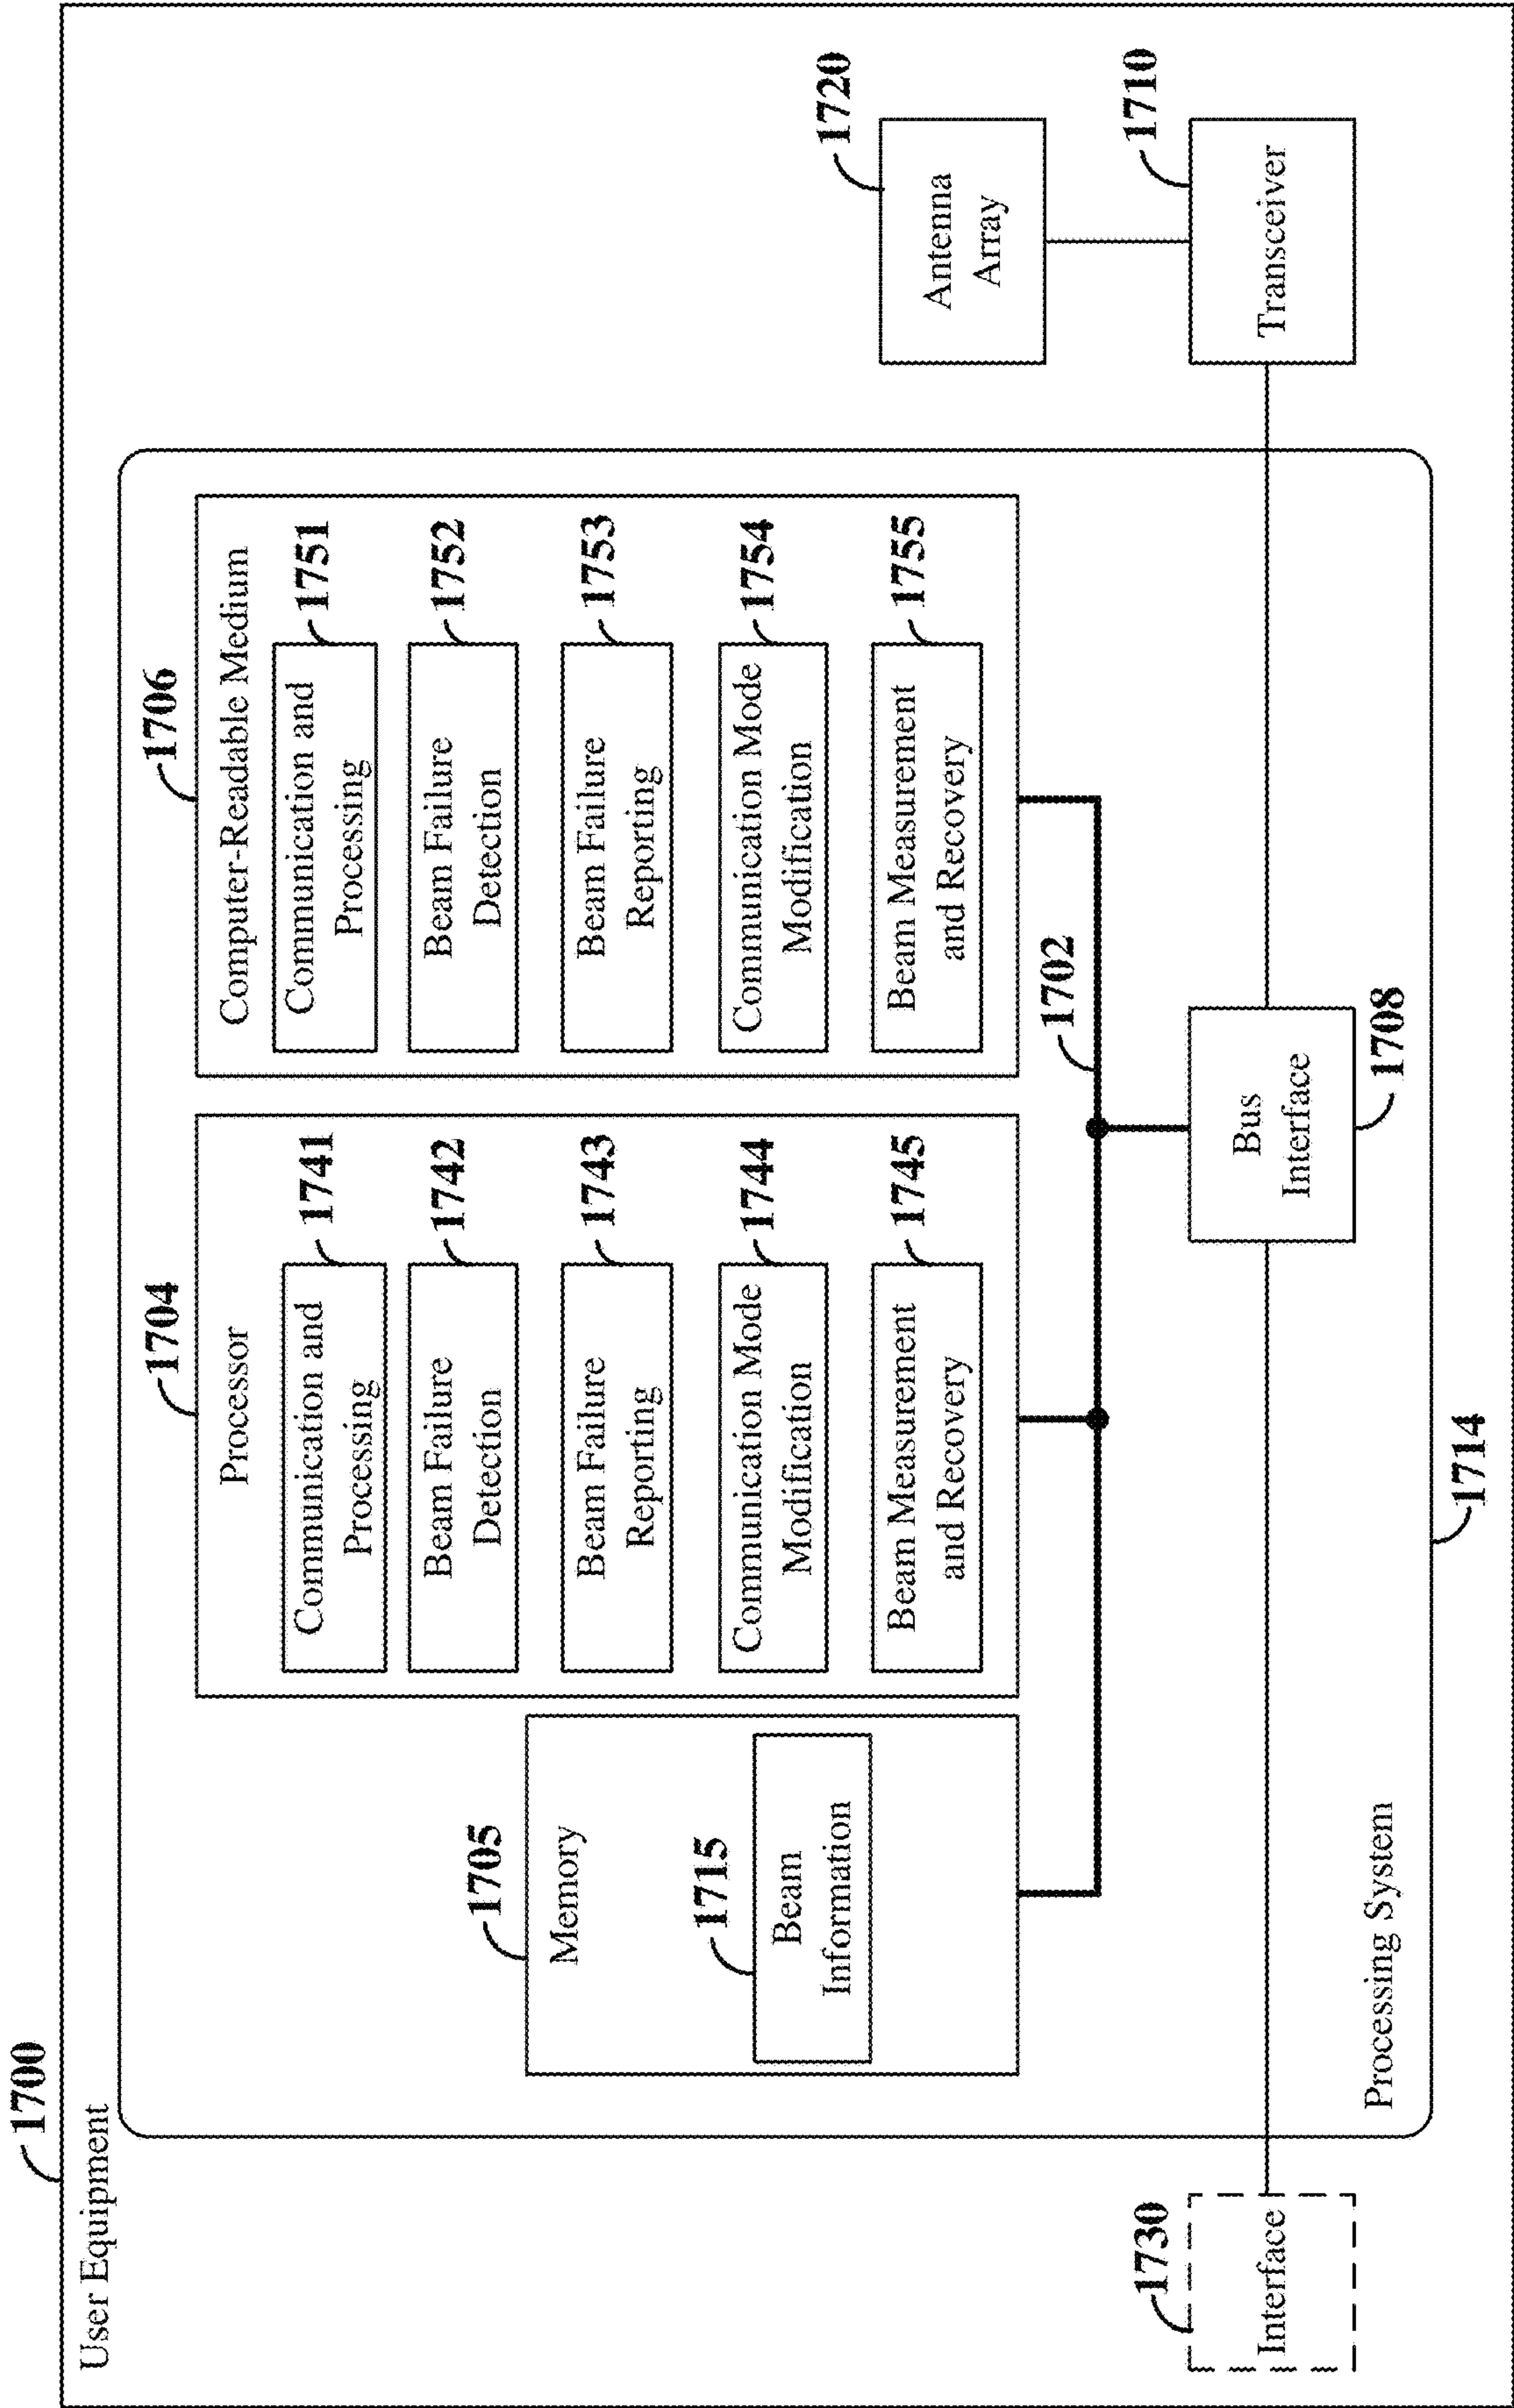 1700
User Equipment
1704
Processor
1741
Communication and
Processing
1742
Beam Failure
Detection
1743
Beam Failure
Reporting
1744
Communication Mode
Modification
1745
Beam Measurement
and Recovery
1706
Computer-Readable Medium
1751
Communication and
Processing
1752
Beam Failure
Detection
1753
Beam Failure
Reporting
1754
Communication Mode
Modification
1755
Beam Measurement
and Recovery
1705
Memory
1715
Beam
Information
1702
1720
Antenna
Array
1730
Interface
Bus
Interface
1708
1710
Transceiver
Processing System
1714